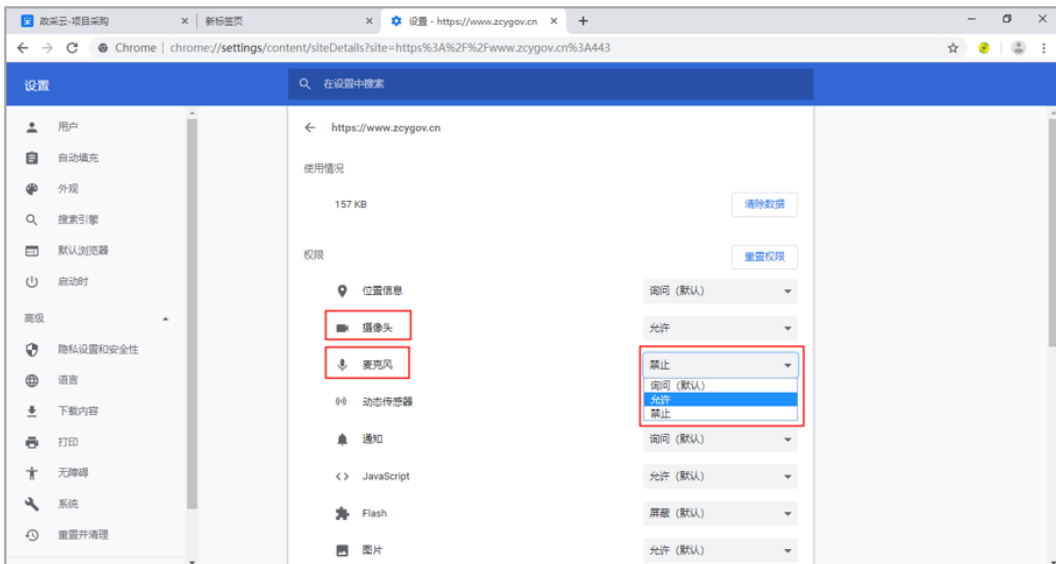 政采云-项目采购
新标签页
设置 - https://www.zcygov.cn
Chrome | chrome://settings/content/siteDetails?site=https%3A%2F%2Fwww.zcygov.cn%3A443
设置
在设置中搜索
用户
自动填充
外观
搜索引擎
默认浏览器
启动时
高级
隐私设置和安全性
语言
下载内容
打印
无障碍
系统
重置并清理
https://www.zcygov.cn
使用情况
157 KB 清除数据
权限 重置权限
位置信息 询问 (默认)
摄像头 允许
麦克风 禁止
询问 (默认)
允许
禁止
动态传感器
通知 询问 (默认)
JavaScript 允许 (默认)
Flash 屏蔽 (默认)
图片 允许 (默认)